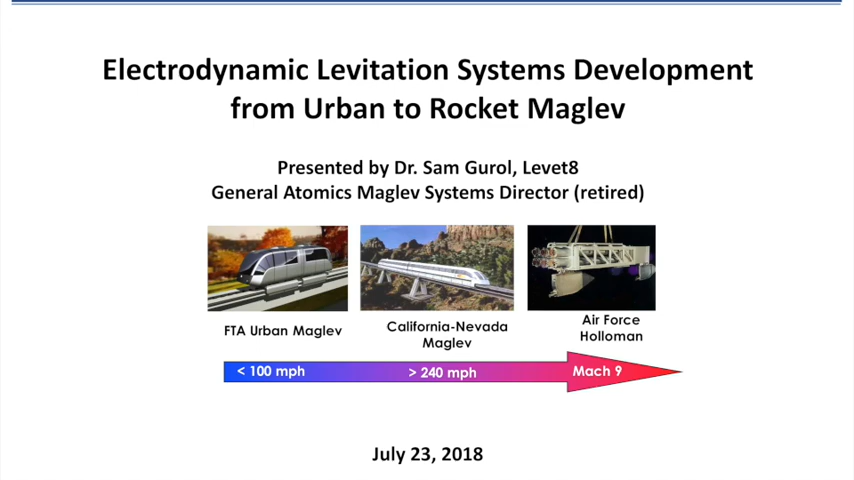 Electrodynamic Levitation Systems Development
from Urban to Rocket Maglev
Presented by Dr. Sam Gurol, Levet8
General Atomics Maglev Systems Director (retired)
FTA Urban Maglev
California-Nevada
Maglev
Air Force
Holloman
< 100 mph
> 240 mph
Mach 9
July 23, 2018